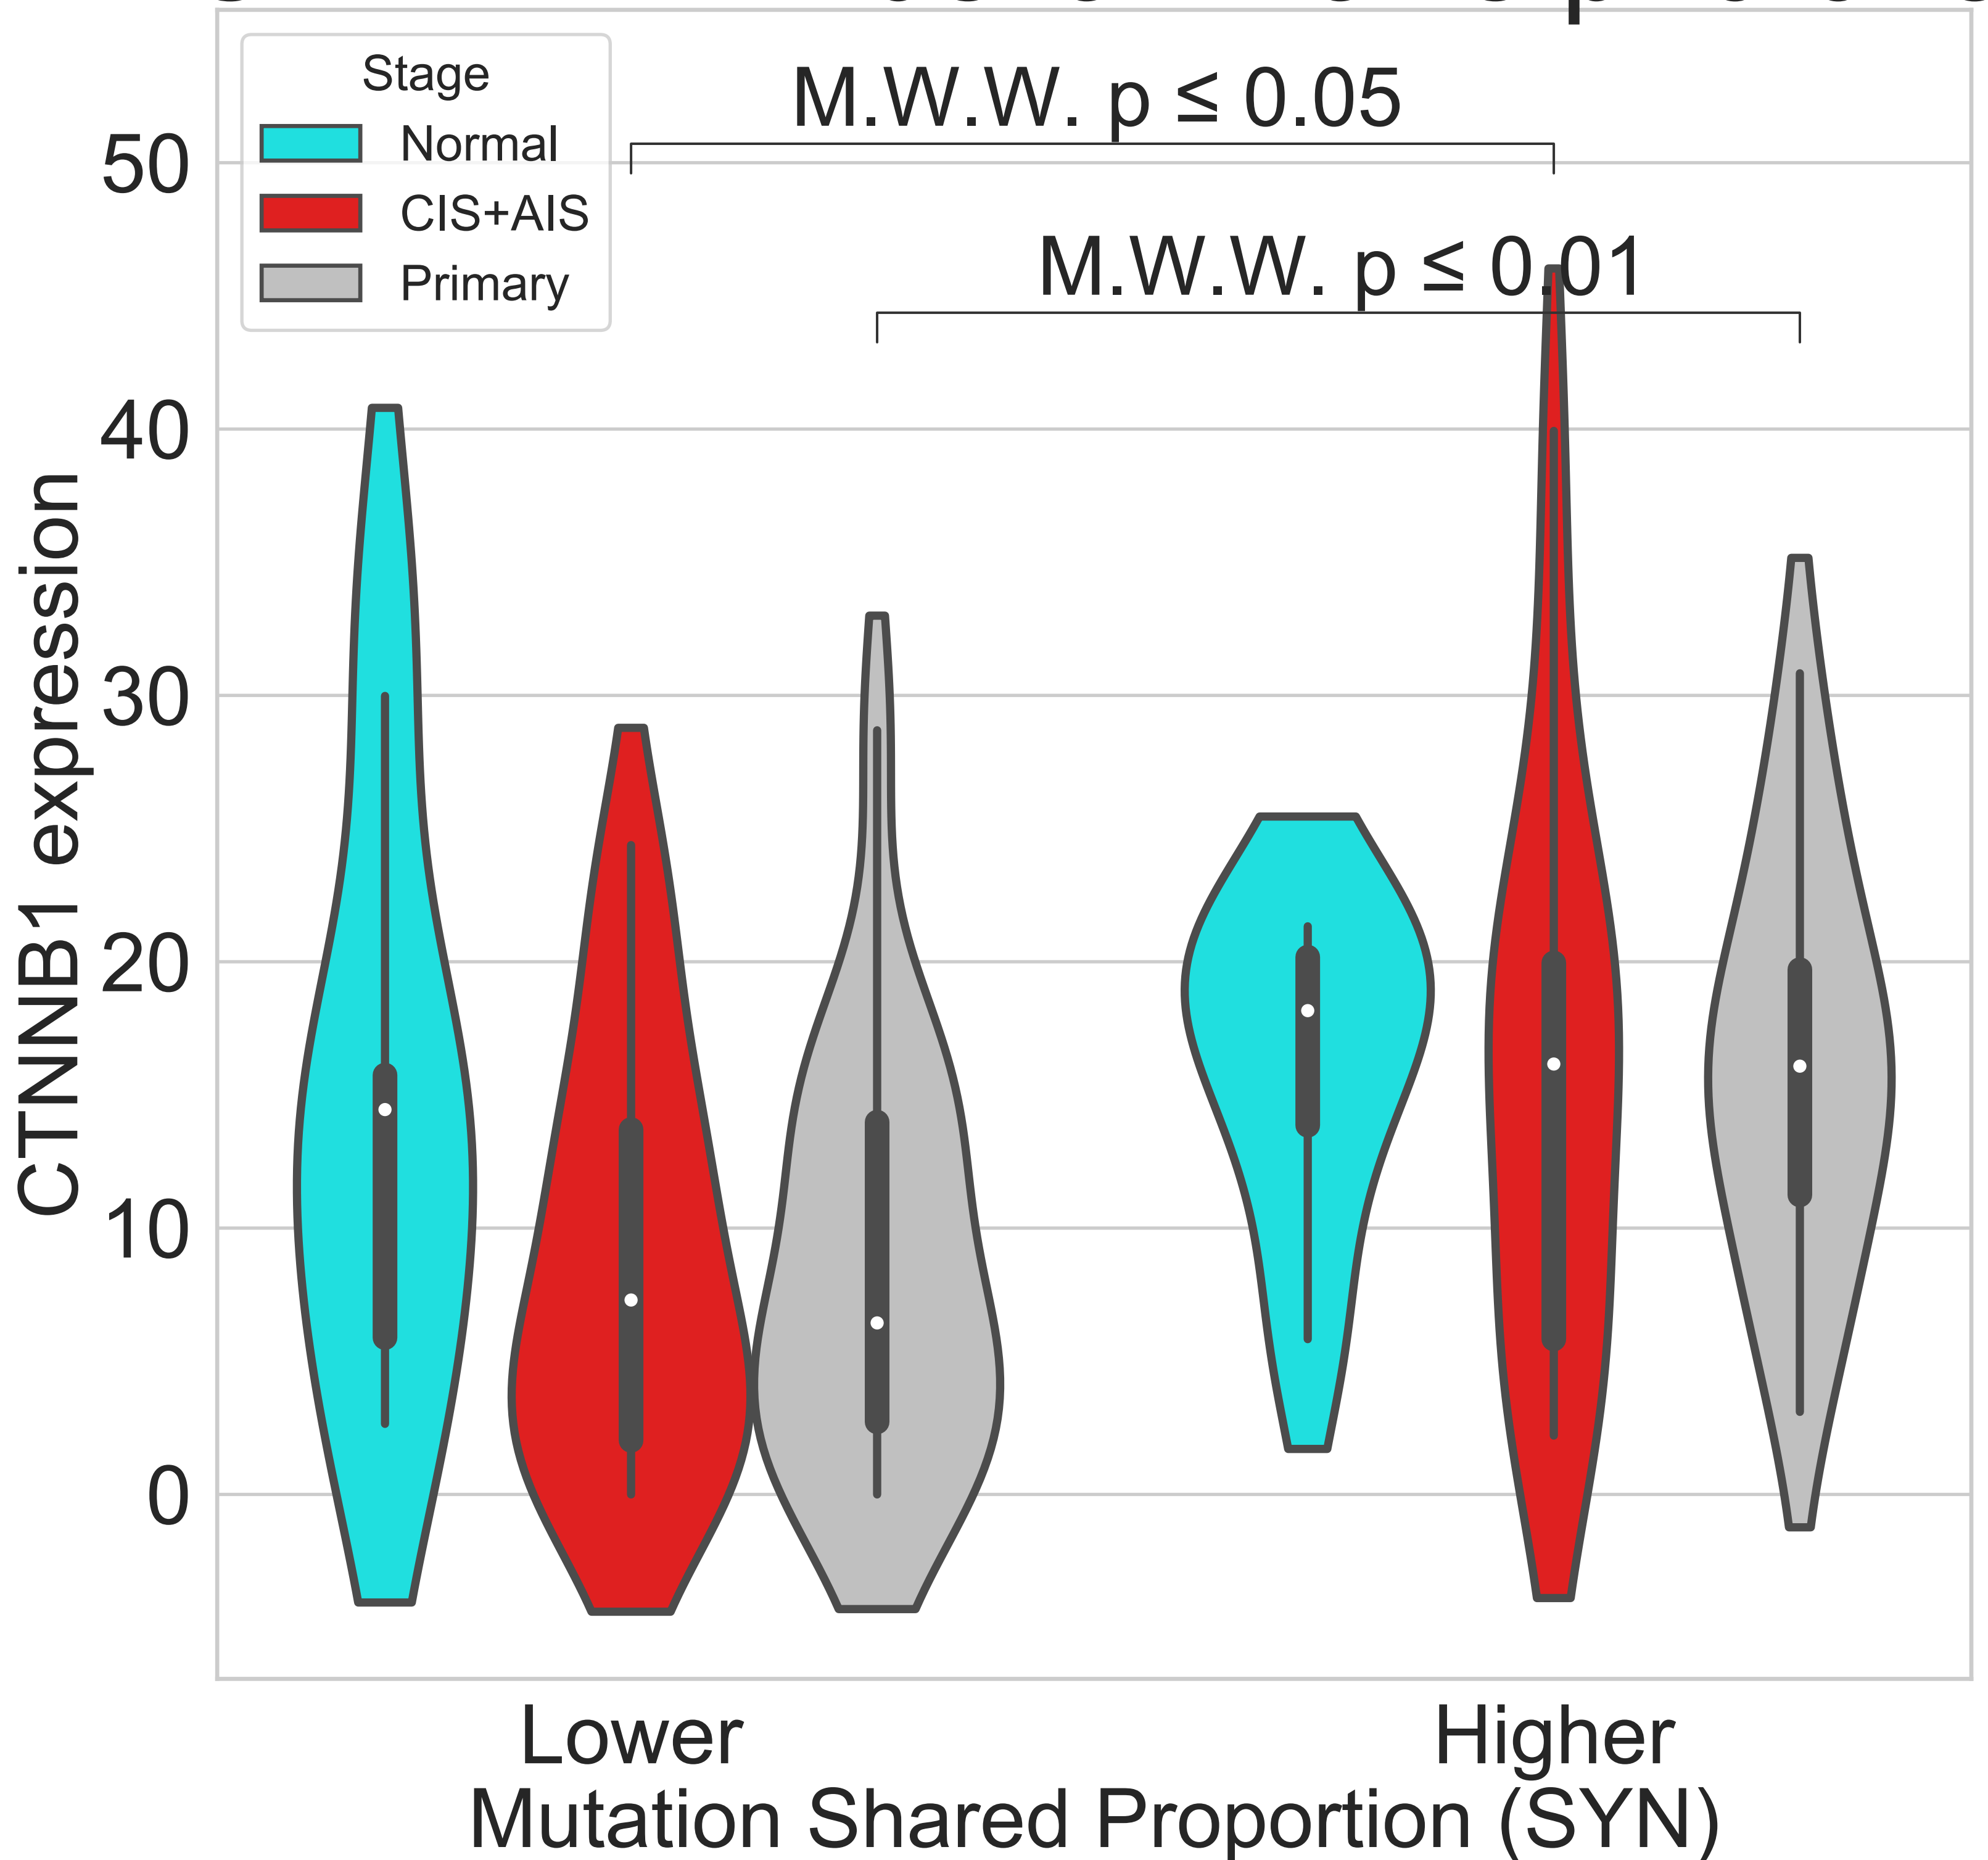 Stage
Normal
CIS+AIS
Primary
M.W.W. p ≤ 0.05
M.W.W. p ≤ 0.01
50
40
30
20
10
0
CTNNB1 expression
Lower
Higher
Mutation Shared Proportion (SYN)